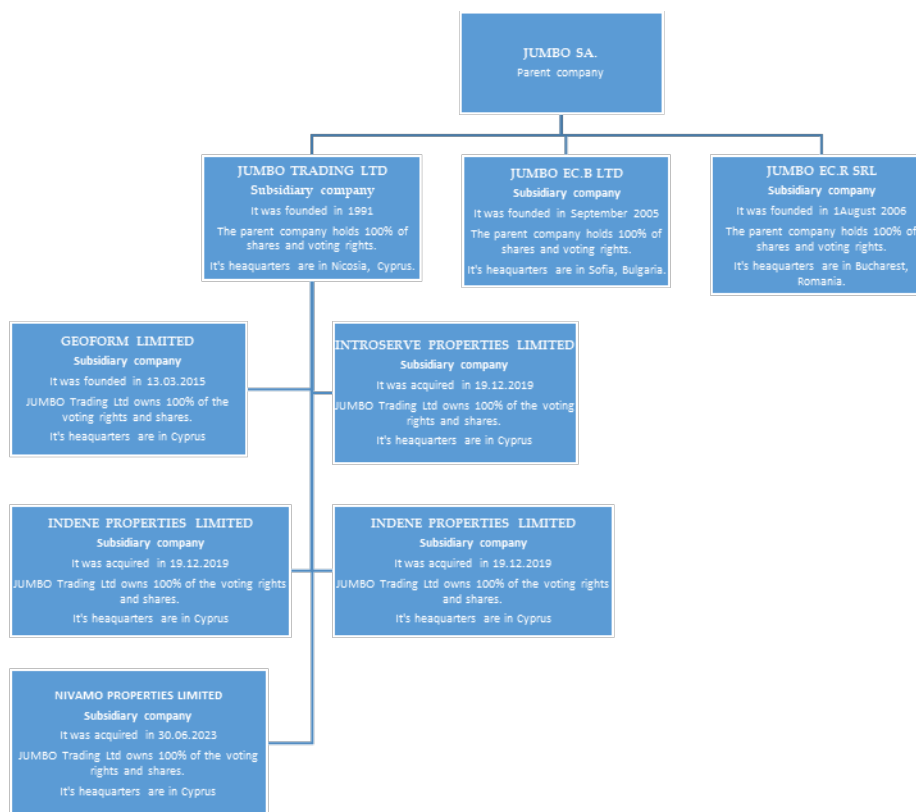 JUMBO SA.
Parent company
JUMBO TRADING LTD
Subsidiary company
It was founded in 1991
The parent company holds 100% of
shares and voting rights.
It's heaquarters are in Nicosia, Cyprus.
JUMBO EC.B LTD
Subsidiary company
It was founded in September 2005
The parent company holds 100% of
shares and voting rights.
It's heaquarters are in Sofia, Bulgaria.
JUMBO EC.R SRL
Subsidiary company
It was founded in 1August 2006
The parent company holds 100% of
shares and voting rights.
It's heaquarters are in Bucharest,
Romania.
GEOFORM LIMITED
Subsidiary company
It was founded in 13.03.2015
JUMBO Trading Ltd owns 100% of the
voting rights and shares.
It's heaquarters are in Cyprus
INTROSERVE PROPERTIES LIMITED
Subsidiary company
It was acquired in 19.12.2019
JUMBO Trading Ltd owns 100% of the voting
rights and shares.
It's heaquarters are in Cyprus
INDENE PROPERTIES LIMITED
Subsidiary company
It was acquired in 19.12.2019
JUMBO Trading Ltd owns 100% of the voting rights
and shares.
It's heaquarters are in Cyprus
INDENE PROPERTIES LIMITED
Subsidiary company
It was acquired in 19.12.2019
JUMBO Trading Ltd owns 100% of the voting rights
and shares.
It's heaquarters are in Cyprus
NIVAMO PROPERTIES LIMITED
Subsidiary company
It was acquired in 30.06.2023
JUMBO Trading Ltd owns 100% of the voting
rights and shares.
It's heaquarters are in Cyprus